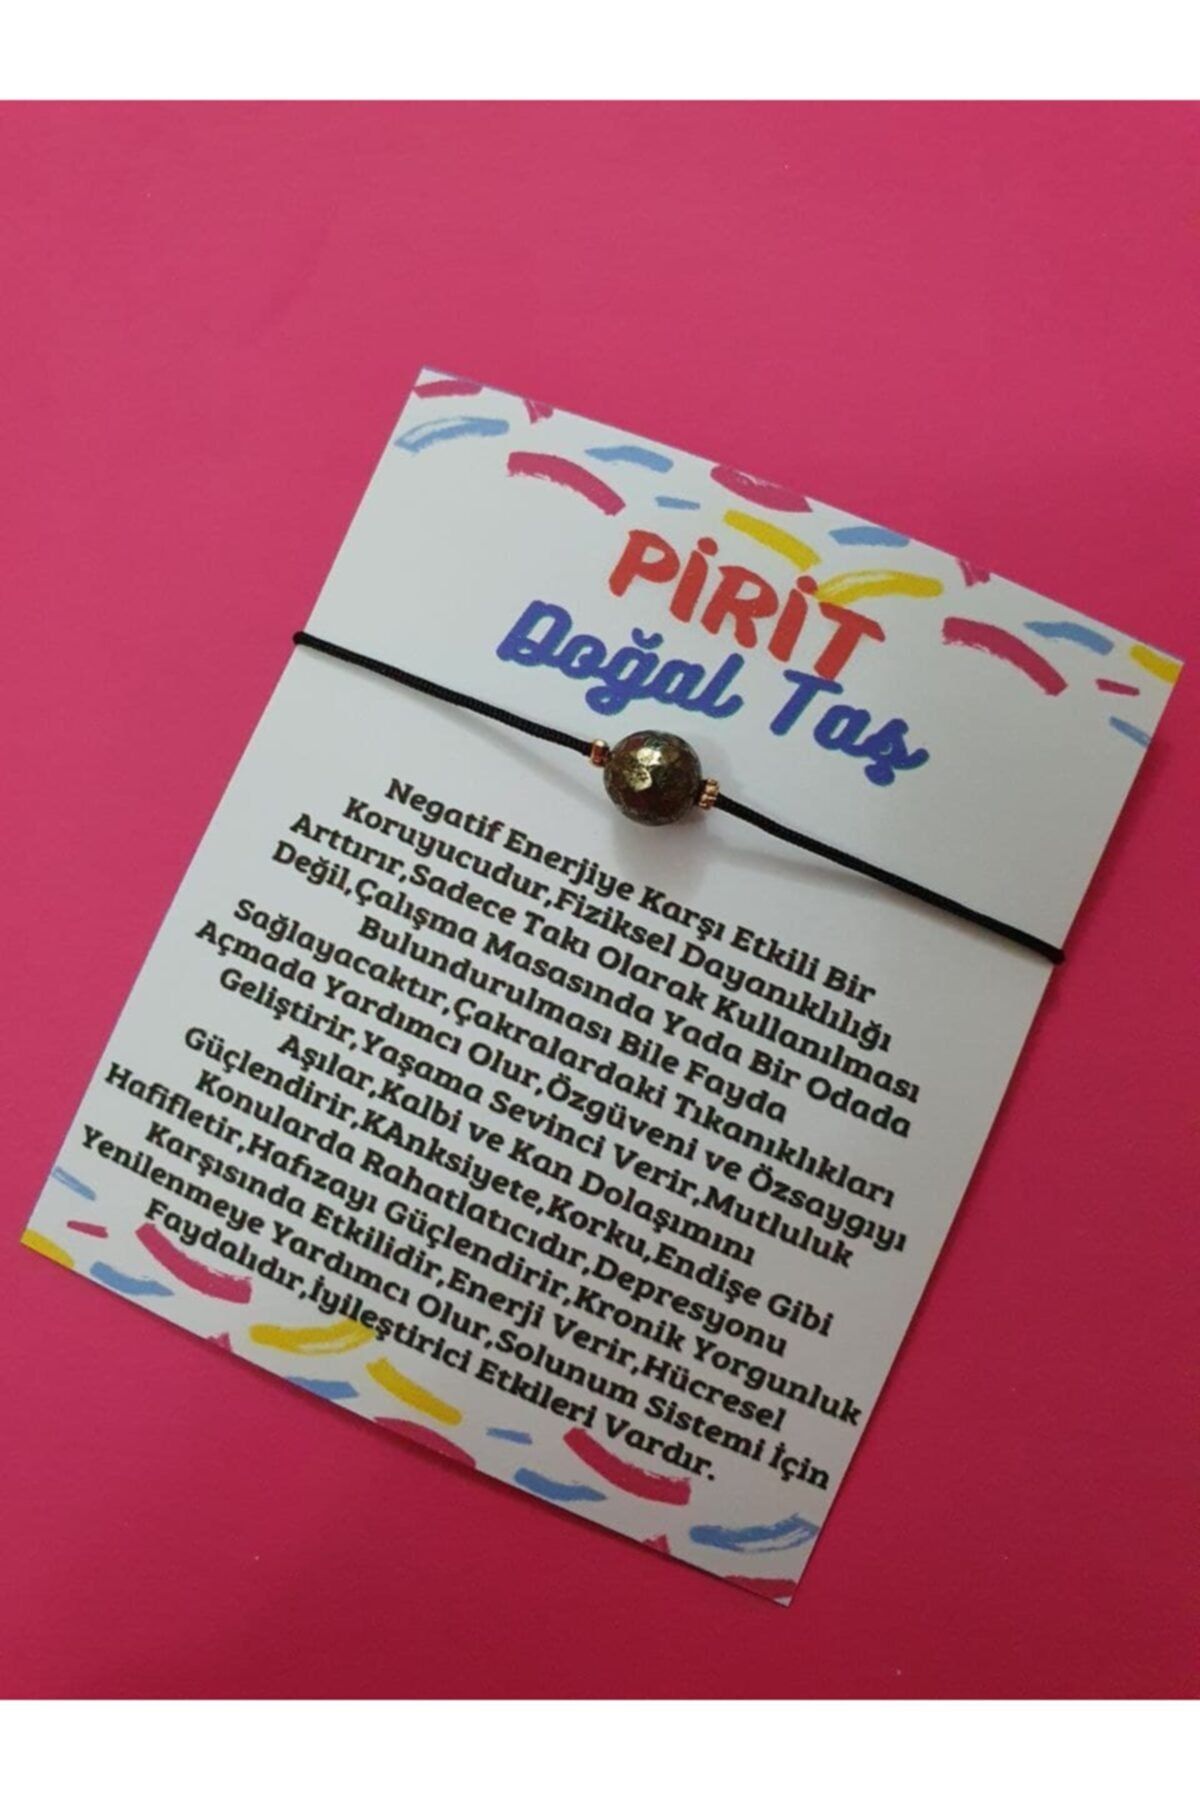 PİRİT
Doğal Taş
Negatif Enerjiye Karşı Etkili Bir
Koruyucudur,Fiziksel Dayanıklılığı
Arttırır,Sadece Takı Olarak Kullanılması
Değil,Çalışma Masasında Yada Bir Odada
Bulundurulması Bile Fayda
Sağlayacaktır,Çakralardaki Tıkanıklıkları
Açmada Yardımcı Olur,Özgüveni ve Özsaygıyı
Geliştirir,Yaşama Sevinci Verir,Mutluluk
Aşılar,Kalbi ve Kan Dolaşımını
Güçlendirir,KAnksiyete,Korku,Endişe Gibi
Konularda Rahatlatıcıdır,Depresyonu
Hafifletir,Hafızayı Güçlendirir,Kronik Yorgunluk
Karşısında Etkilidir,Enerji Verir,Hücresel
Yenilenmeye Yardımcı Olur,Solunum Sistemi İçin
Faydalıdır,İyileştirici Etkileri Vardır.